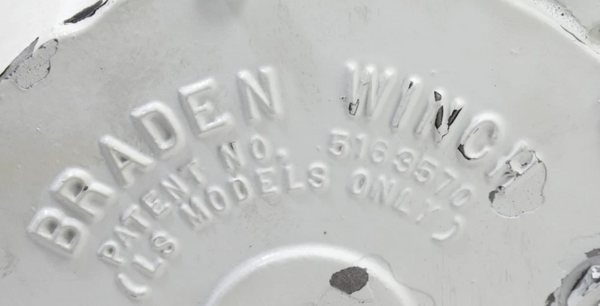 BRADEN WINCH
PATENT NO. 5163570
(LS MODELS ONLY)